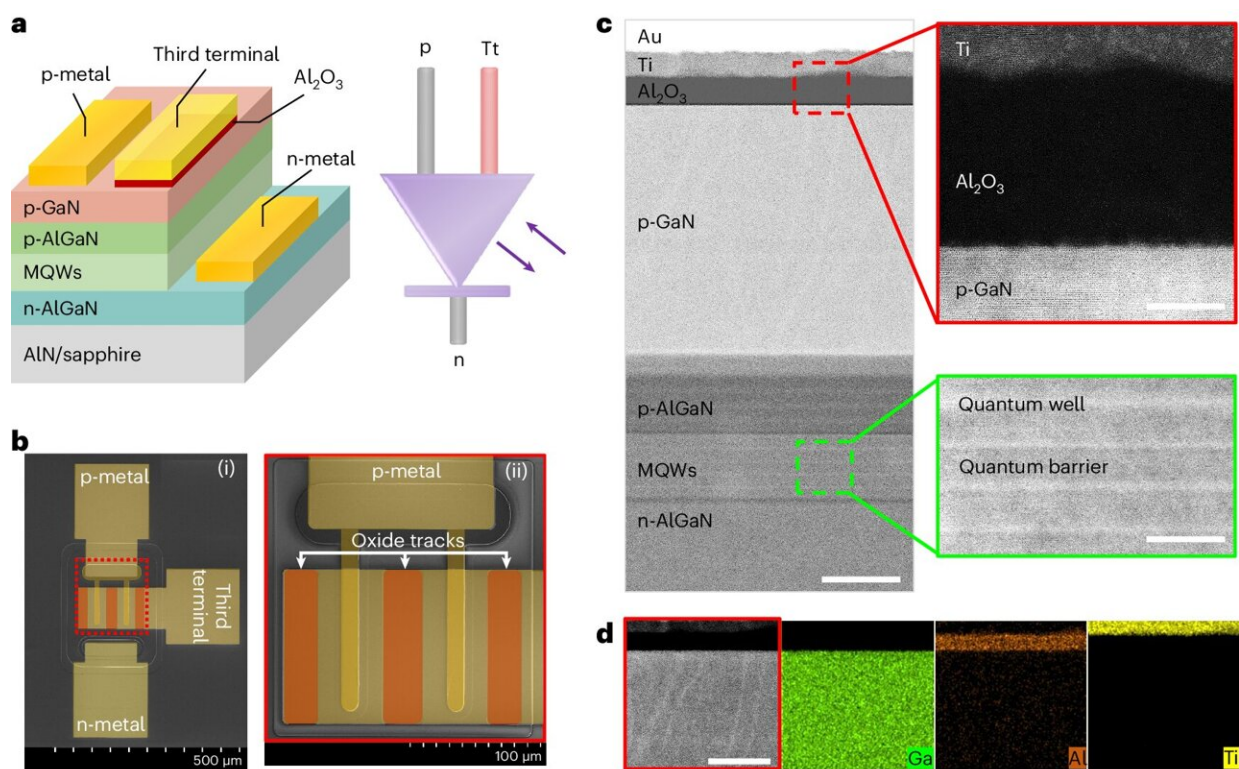 a
p-metal
Third terminal
Al₂O₃
n-metal
p-GaN
p-AlGaN
MQWs
n-AlGaN
AlN/sapphire
p
Tt
n
b
(i)
p-metal
Third
terminal
n-metal
500 µm
(ii)
p-metal
Oxide tracks
100 µm
c
Au
Ti
Al₂O₃
p-GaN
p-AlGaN
MQWs
n-AlGaN
Ti
Al₂O₃
p-GaN
Quantum well
Quantum barrier
d
Ga
Al
Ti